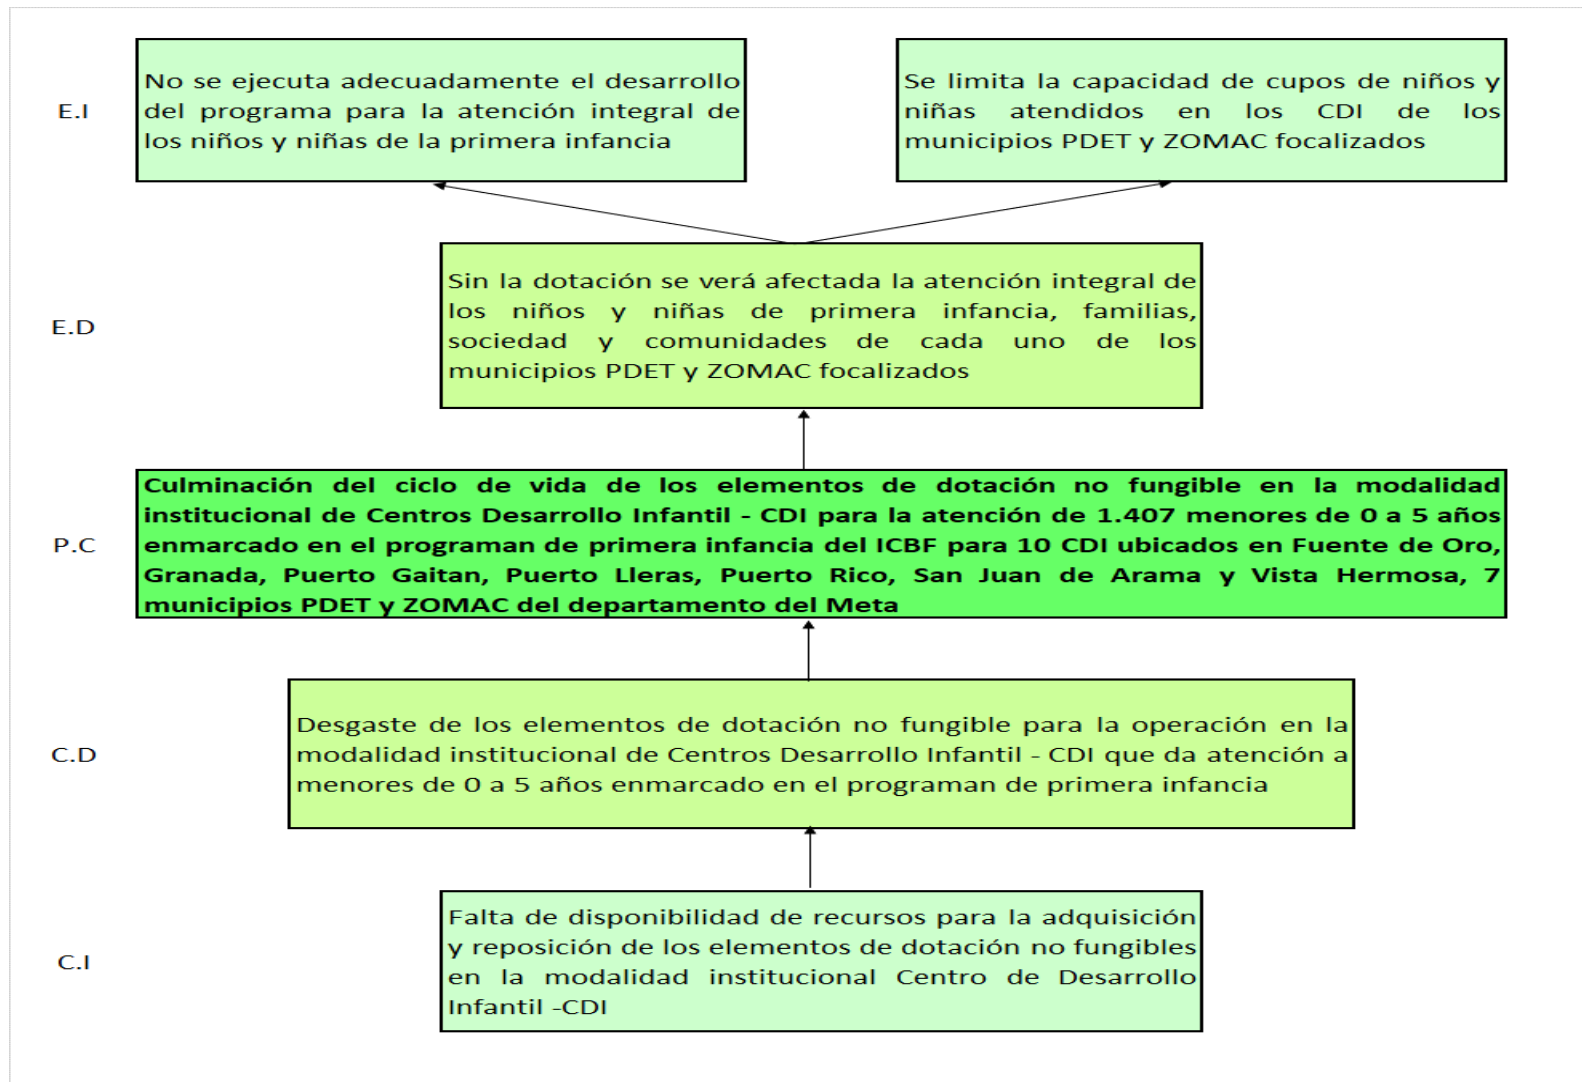 E.I
No se ejecuta adecuadamente el desarrollo
del programa para la atención integral de
los niños y niñas de la primera infancia
Se limita la capacidad de cupos de niños y
niñas atendidos en los CDI de los
municipios PDET y ZOMAC focalizados
E.D
Sin la dotación se verá afectada la atención integral de
los niños y niñas de primera infancia, familias,
sociedad y comunidades de cada uno de los
municipios PDET y ZOMAC focalizados
P.C
Culminación del ciclo de vida de los elementos de dotación no fungible en la modalidad
institucional de Centros Desarrollo Infantil - CDI para la atención de 1.407 menores de 0 a 5 años
enmarcado en el programan de primera infancia del ICBF para 10 CDI ubicados en Fuente de Oro,
Granada, Puerto Gaitan, Puerto Lleras, Puerto Rico, San Juan de Arama y Vista Hermosa, 7
municipios PDET y ZOMAC del departamento del Meta
C.D
Desgaste de los elementos de dotación no fungible para la operación en la
modalidad institucional de Centros Desarrollo Infantil - CDI que da atención a
menores de 0 a 5 años enmarcado en el programan de primera infancia
C.I
Falta de disponibilidad de recursos para la adquisición
y reposición de los elementos de dotación no fungibles
en la modalidad institucional Centro de Desarrollo
Infantil -CDI